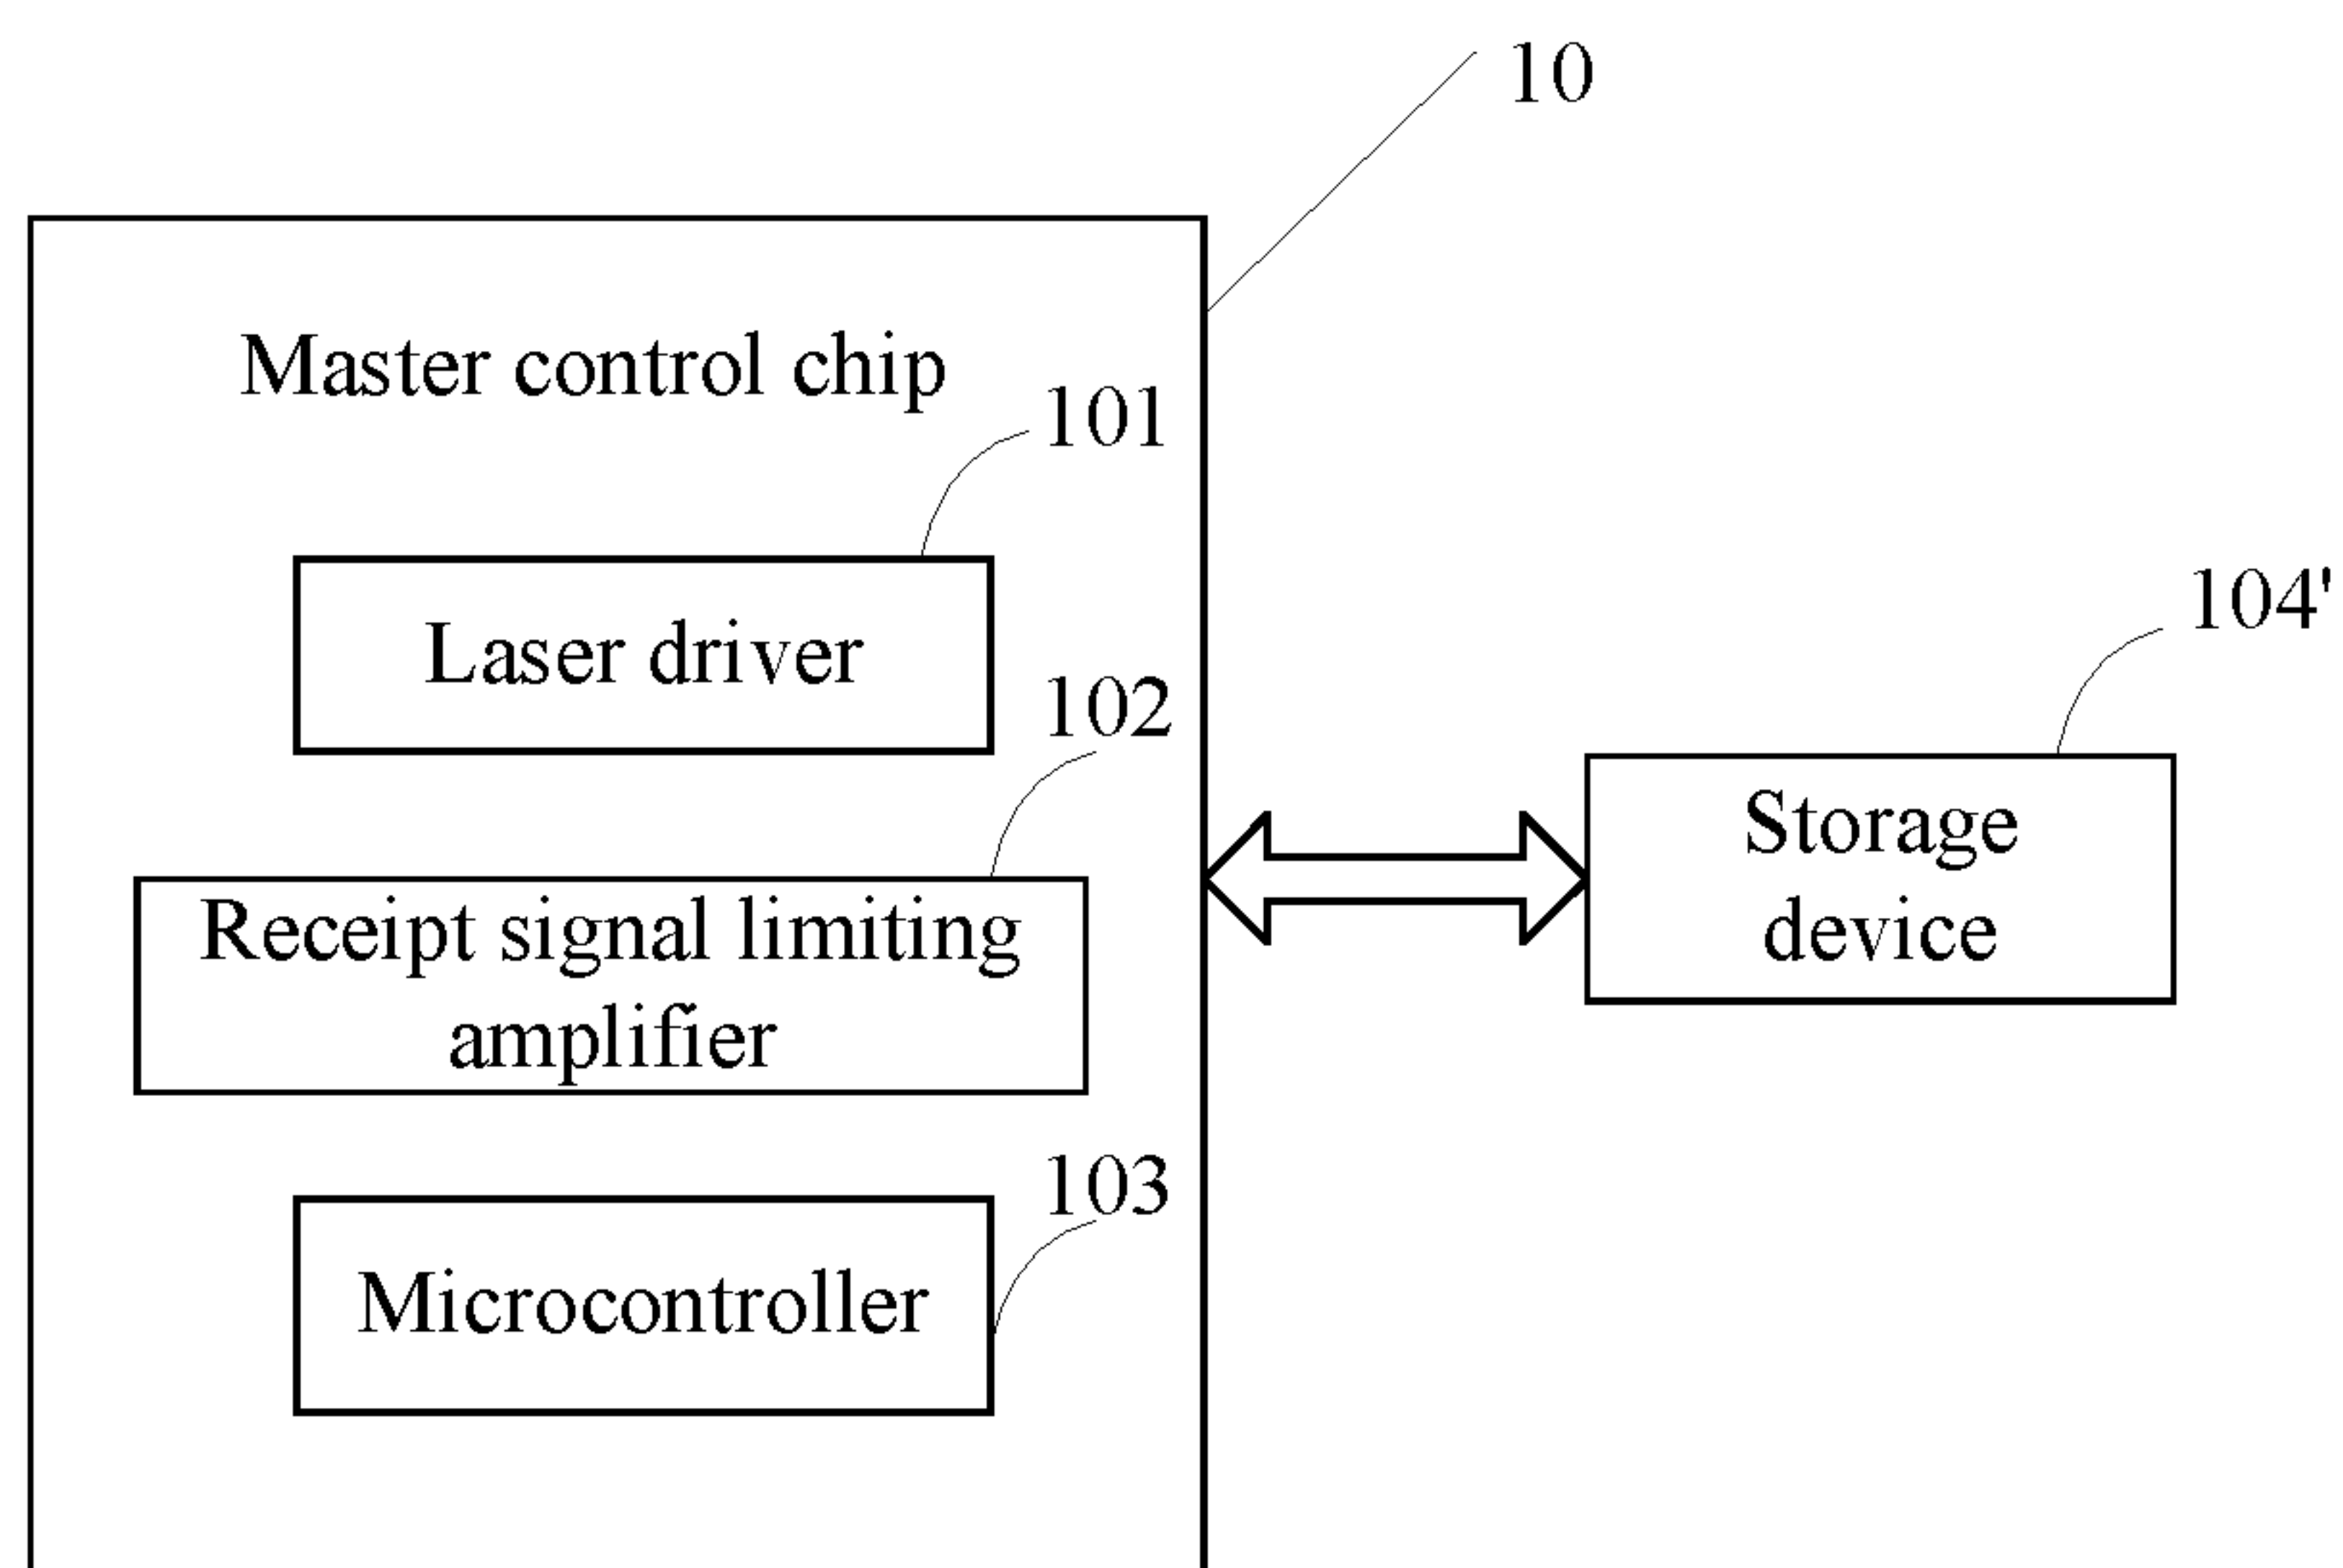 10
Master control chip
101
Laser driver
102
Receipt signal limiting
amplifier
103
Microcontroller
104'
Storage
device